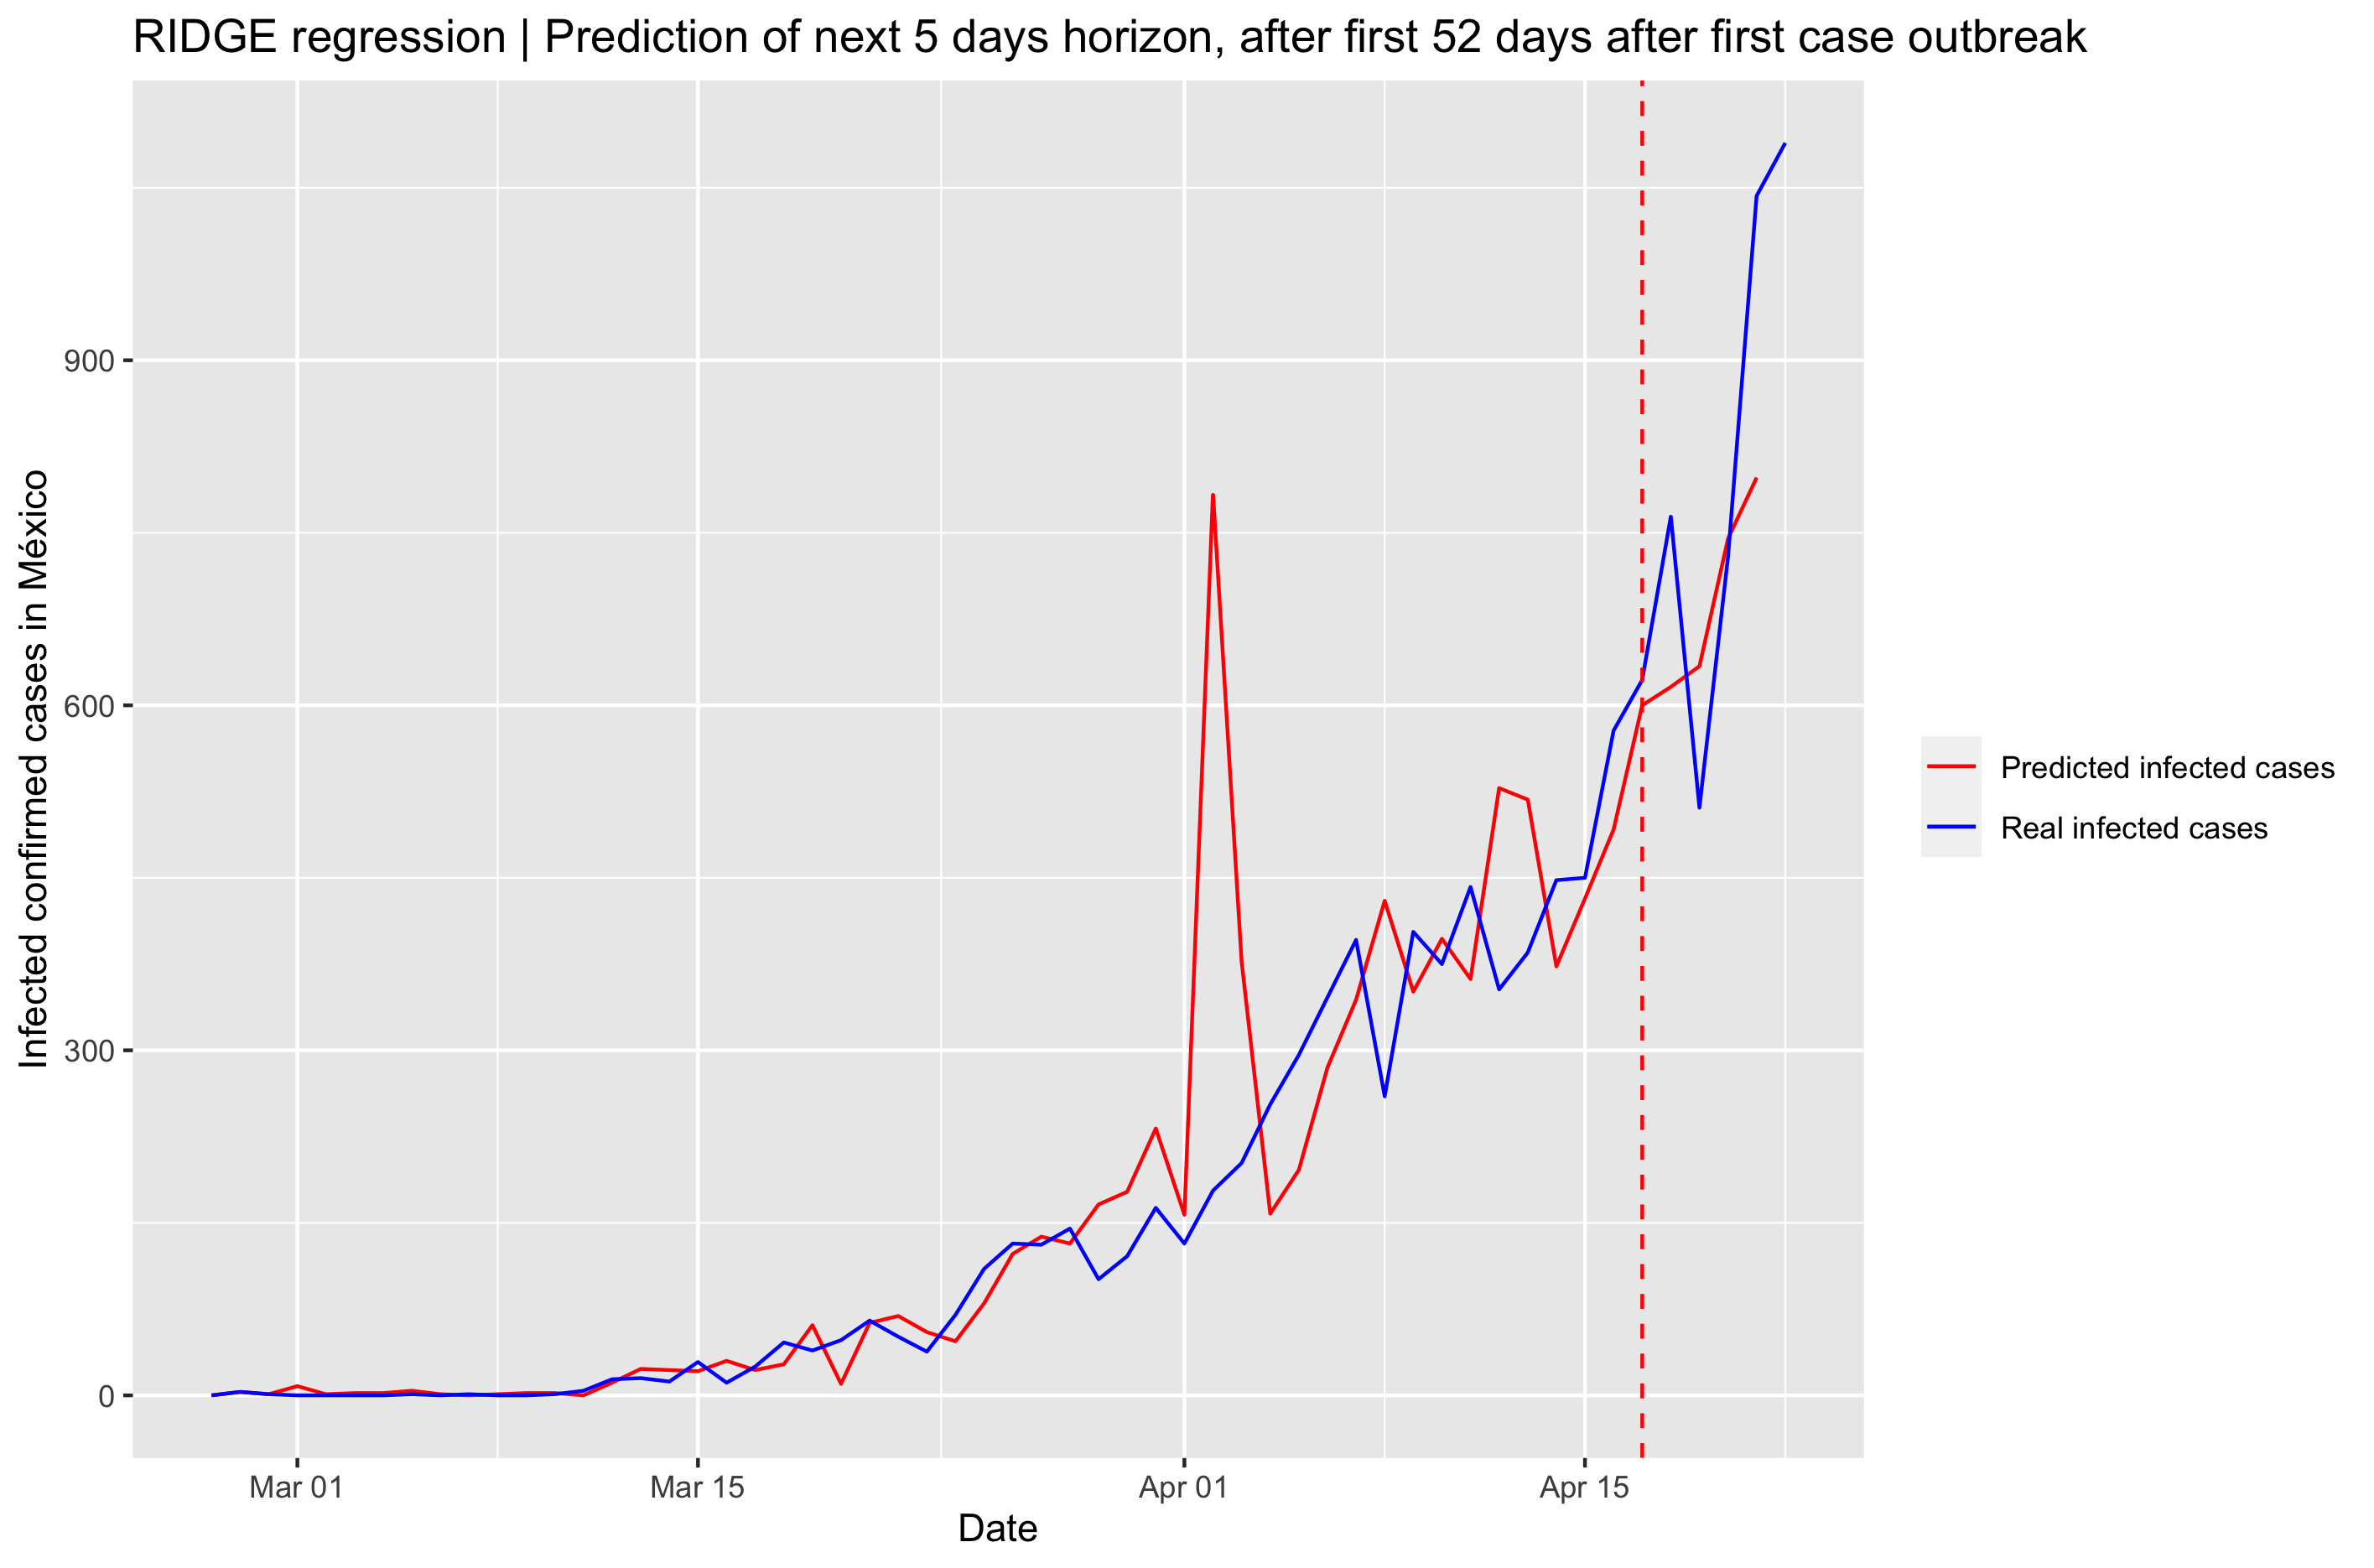 RIDGE regression | Prediction of next 5 days horizon, after first 52 days after first case outbreak
Infected confirmed cases in México
900
600
300
0
Mar 01
Mar 15
Apr 01
Apr 15
Date
Predicted infected cases
Real infected cases